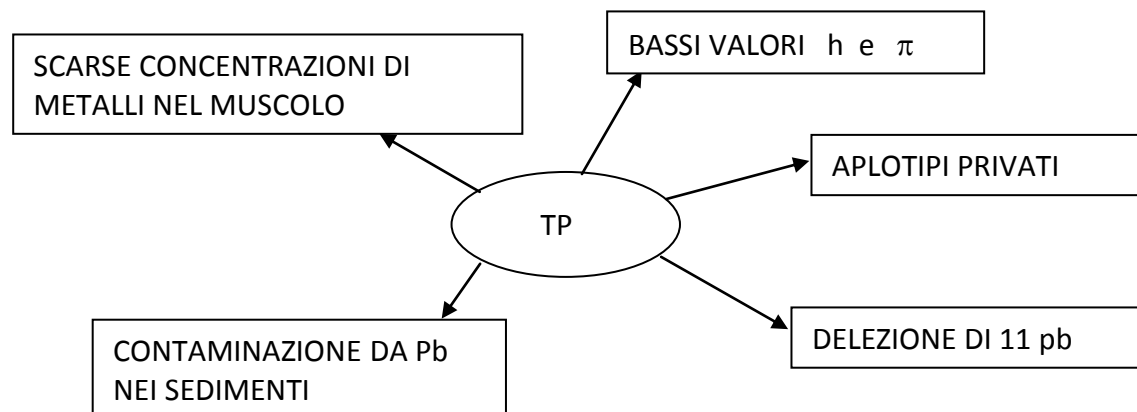 BASSI VALORI h e π
SCARSE CONCENTRAZIONI DI
METALLI NEL MUSCOLO
APLOTIPI PRIVATI
TP
CONTAMINAZIONE DA Pb
NEI SEDIMENTI
DELEZIONE DI 11 pb